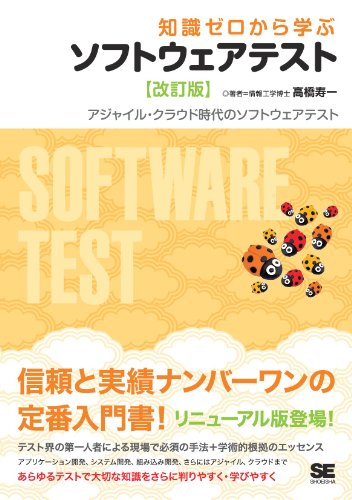 知識ゼロから学ぶ
ソフトウェアテスト
【改訂版】
◎著者＝情報工学博士 高橋寿一
アジャイル・クラウド時代のソフトウェアテスト
SOFTWARE
TEST
信頼と実績ナンバーワンの
定番入門書！ リニューアル版登場！
テスト界の第一人者による現場で必須の手法＋学術的根拠のエッセンス
アプリケーション開発、システム開発、組み込み開発、さらにはアジャイル、クラウドまで
あらゆるテストで大切な知識をさらに判りやすく・学びやすく
SE
SHOEISHA